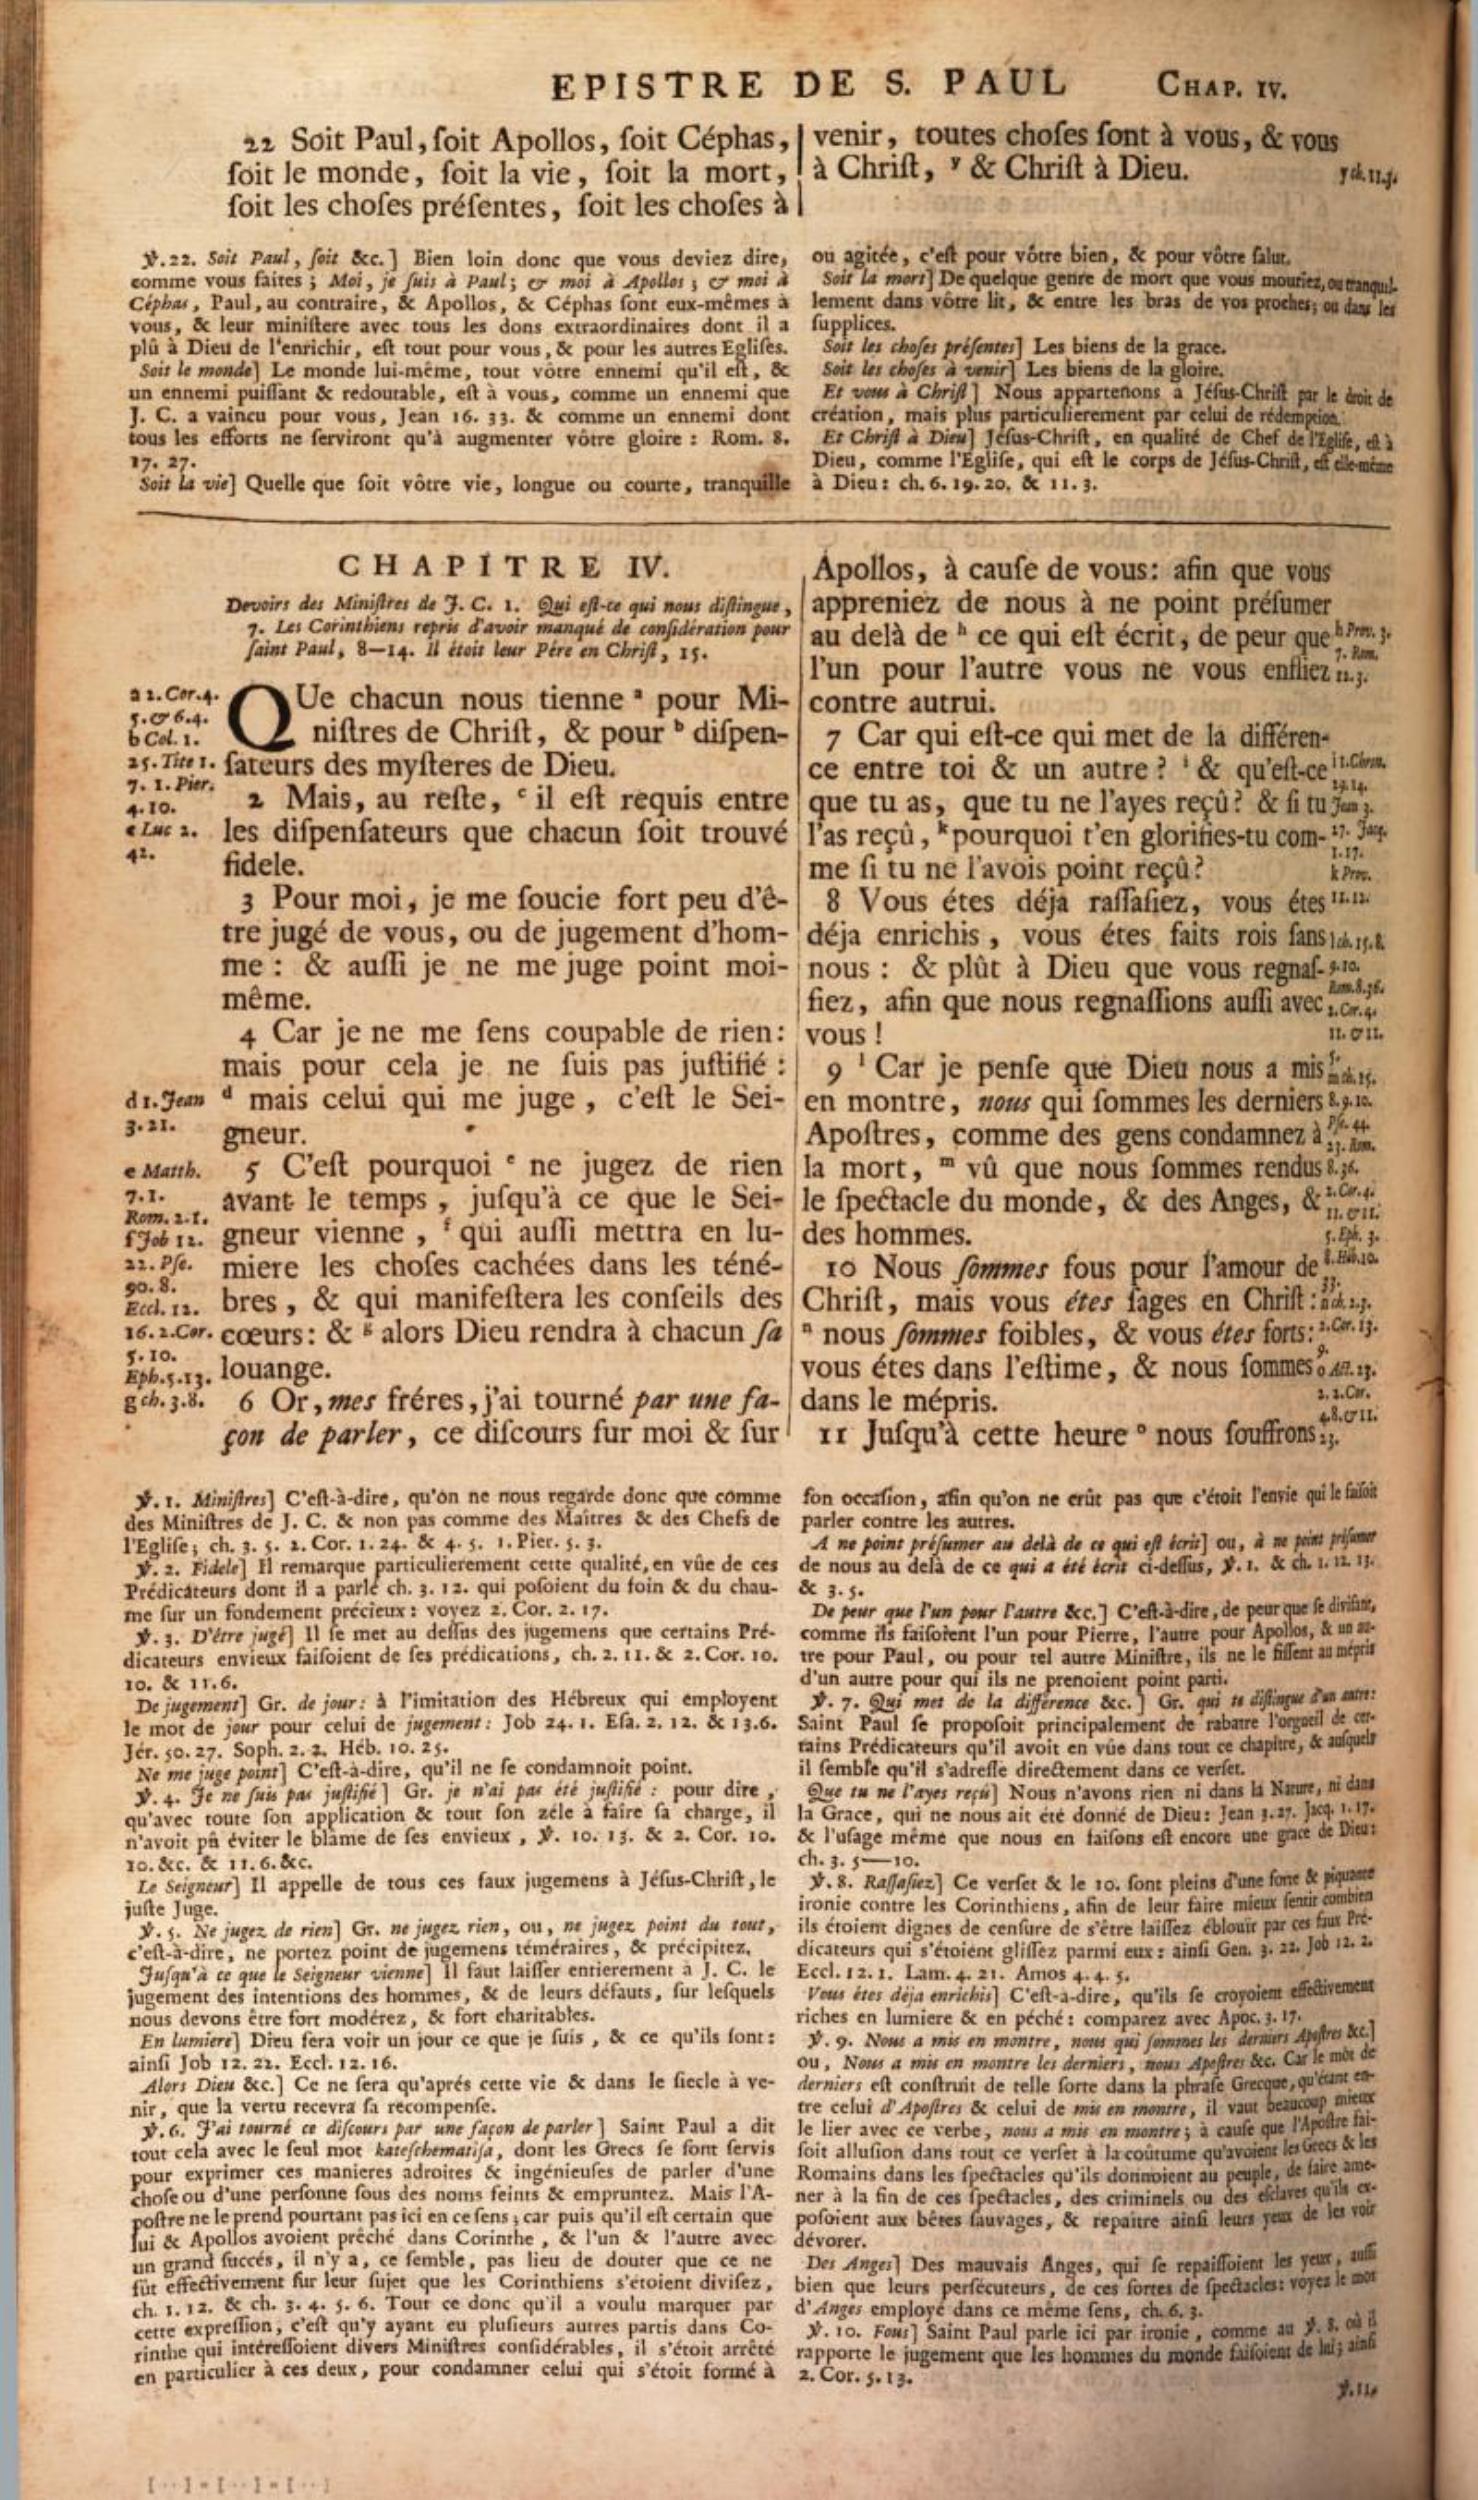 EPISTRE DE S. PAUL CHAP. IV.
22 Soit Paul, ſoit Apollos, ſoit Céphas,
ſoit le monde, ſoit la vie, ſoit la mort,
ſoit les choſes préſentes, ſoit les choſes à
venir, toutes choſes ſont à vous, & vous
à Chriſt, y & Chriſt à Dieu.
y ch. 11.3.
℣. 22. Soit Paul, ſoit &c.] Bien loin donc que vous deviez dire,
comme vous faites; Moi, je ſuis à Paul; & moi à Apollos; & moi à
Céphas, Paul, au contraire, & Apollos, & Céphas ſont eux-mêmes à
vous, & leur miniſtere avec tous les dons extraordinaires dont il a
plû à Dieu de l'enrichir, eſt tout pour vous, & pour les autres Egliſes.
Soit le monde] Le monde lui-même, tout vôtre ennemi qu'il eſt, &
un ennemi puiſſant & redoutable, eſt à vous, comme un ennemi que
J. C. a vaincu pour vous, Jean 16. 33. & comme un ennemi dont
tous les efforts ne ſerviront qu'à augmenter vôtre gloire: Rom. 8.
17. 27.
Soit la vie] Quelle que ſoit vôtre vie, longue ou courte, tranquille
ou agitée, c'eſt pour vôtre bien, & pour vôtre ſalut.
Soit la mort] De quelque genre de mort que vous mouriez, ou tranquil-
lement dans vôtre lit, & entre les bras de vos proches; ou dans les
ſupplices.
Soit les choſes préſentes] Les biens de la grace.
Soit les choſes à venir] Les biens de la gloire.
Et vous à Chriſt] Nous appartenons à Jéſus-Chriſt par le droit de
création, mais plus particulierement par celui de rédemption.
Et Chriſt à Dieu] Jéſus-Chriſt, en qualité de Chef de l'Egliſe, eſt à
Dieu, comme l'Egliſe, qui eſt le corps de Jéſus-Chriſt, eſt elle-même
à Dieu: ch. 6. 19. 20. & 11. 3.
CHAPITRE IV.
Devoirs des Miniſtres de J. C. 1. Qui eſt-ce qui nous diſtingue,
7. Les Corinthiens repris d'avoir manqué de conſidération pour
ſaint Paul, 8—14. Il étoit leur Pére en Chriſt, 15.
QUe chacun nous tienne a pour Mi-
niſtres de Chriſt, & pour b diſpen-
ſateurs des myſteres de Dieu.
2 Mais, au reſte, c il eſt requis entre
les diſpenſateurs que chacun ſoit trouvé
fidele.
3 Pour moi, je me ſoucie fort peu d'ê-
tre jugé de vous, ou de jugement d'hom-
me: & auſſi je ne me juge point moi-
même.
4 Car je ne me ſens coupable de rien:
mais pour cela je ne ſuis pas juſtifié:
d mais celui qui me juge, c'eſt le Sei-
gneur.
5 C'eſt pourquoi e ne jugez de rien
avant le temps, juſqu'à ce que le Sei-
gneur vienne, f qui auſſi mettra en lu-
miere les choſes cachées dans les téné-
bres, & qui manifeſtera les conſeils des
cœurs: & g alors Dieu rendra à chacun ſa
louange.
6 Or, mes fréres, j'ai tourné par une fa-
çon de parler, ce diſcours ſur moi & ſur
a 2. Cor. 4.
5. & 6.4.
b Col. 1.
25. Tite 1.
7. 1. Pier.
4. 10.
c Luc 2.
42.
d 1. Jean
3. 21.
e Matth.
7. 1.
Rom. 2. 1.
f Job 12.
22. Pſe.
90. 8.
Eccl. 12.
16. 2. Cor.
5. 10.
Eph. 5. 13.
g ch. 3. 8.
Apollos, à cauſe de vous: afin que vous
appreniez de nous à ne point préſumer
au delà de h ce qui eſt écrit, de peur que
l'un pour l'autre vous ne vous enfliez
contre autrui.
7 Car qui eſt-ce qui met de la différen-
ce entre toi & un autre? i & qu'eſt-ce
que tu as, que tu ne l'ayes reçû? & ſi tu
l'as reçû, k pourquoi t'en glorifies-tu com-
me ſi tu ne l'avois point reçû?
8 Vous étes déja raſſaſiez, vous étes
déja enrichis, vous étes faits rois ſans
nous: & plût à Dieu que vous regnaſ-
ſiez, afin que nous regnaſſions auſſi avec
vous!
9 l Car je penſe que Dieu nous a mis
en montre, nous qui ſommes les derniers
Apoſtres, comme des gens condamnez à
la mort, m vû que nous ſommes rendus
le ſpectacle du monde, & des Anges, &
des hommes.
10 Nous ſommes fous pour l'amour de
Chriſt, mais vous étes ſages en Chriſt:
n nous ſommes foibles, & vous étes forts:
vous étes dans l'eſtime, & nous ſommes
dans le mépris.
11 Juſqu'à cette heure o nous ſouffrons
h Prov. 3.
7. Rom.
12. 3.
i 1. Chron.
29. 14.
Jean 3.
27. Jacq.
1. 17.
k Prov.
l ch. 15. 8.
9. 10.
Rom. 8. 36.
2. Cor. 4.
11. & 11.
8. 9. 10.
Pſe. 44.
23. Rom.
8. 36.
2. Cor. 4.
5. Eph. 3.
n ch. 2. 3.
2. Cor. 13.
9.
o Act. 23.
2. 2. Cor.
4. 8. & 11.
23.
℣. 1. Miniſtres] C'eſt-à-dire, qu'on ne nous regarde donc que comme
des Miniſtres de J. C. & non pas comme des Maîtres & des Chefs de
l'Egliſe; ch. 3. 5. 2. Cor. 1. 24. & 4. 5. 1. Pier. 5. 3.
℣. 2. Fidele] Il remarque particulierement cette qualité, en vûe de ces
Prédicateurs dont il a parlé ch. 3. 12. qui poſoient du foin & du chau-
me ſur un fondement précieux: voyez 2. Cor. 2. 17.
℣. 3. D'être jugé] Il ſe met au deſſus des jugemens que certains Pré-
dicateurs envieux faiſoient de ſes prédications, ch. 2. 11. & 2. Cor. 10.
10. & 11. 6.
De jugement] Gr. de jour: à l'imitation des Hébreux qui employent
le mot de jour pour celui de jugement: Job 24. 1. Eſa. 2. 12. & 13. 6.
Jér. 50. 27. Soph. 2. 2. Héb. 10. 25.
Ne me juge point] C'eſt-à-dire, qu'il ne ſe condamnoit point.
℣. 4. Je ne ſuis pas juſtifié] Gr. je n'ai pas été juſtifié: pour dire,
qu'avec toute ſon application & tout ſon zéle à faire ſa charge, il
n'avoit pû éviter le blâme de ſes envieux, ℣. 10. 13. & 2. Cor. 10.
10. &c. & 11. 6. &c.
Le Seigneur] Il appelle de tous ces faux jugemens à Jéſus-Chriſt, le
juſte Juge.
℣. 5. Ne jugez de rien] Gr. ne jugez rien, ou, ne jugez point du tout,
c'eſt-à-dire, ne portez point de jugemens téméraires, & précipitez.
Juſqu'à ce que le Seigneur vienne] Il faut laiſſer entierement à J. C. le
jugement des intentions des hommes, & de leurs défauts, ſur leſquels
nous devons être fort modérez, & fort charitables.
En lumiere] Dieu fera voir un jour ce que je ſuis, & ce qu'ils ſont:
ainſi Job 12. 22. Eccl. 12. 16.
Alors Dieu &c.] Ce ne ſera qu'aprés cette vie & dans le ſiecle à ve-
nir, que la vertu recevra ſa récompenſe.
℣. 6. J'ai tourné ce diſcours par une façon de parler] Saint Paul a dit
tout cela avec le ſeul mot kateſchematiſa, dont les Grecs ſe ſont ſervis
pour exprimer ces manieres adroites & ingénieuſes de parler d'une
choſe ou d'une perſonne ſous des noms feints & empruntez. Mais l'A-
poſtre ne le prend pourtant pas ici en ce ſens; car puis qu'il eſt certain que
lui & Apollos avoient prêché dans Corinthe, & l'un & l'autre avec
un grand ſuccés, il n'y a, ce ſemble, pas lieu de douter que ce ne
fût effectivement ſur leur ſujet que les Corinthiens s'étoient diviſez,
ch. 1. 12. & ch. 3. 4. 5. 6. Tout ce donc qu'il a voulu marquer par
cette expreſſion, c'eſt qu'y ayant eu pluſieurs autres partis dans Co-
rinthe qui intéreſſoient divers Miniſtres conſidérables, il s'étoit arrêté
en particulier à ces deux, pour condamner celui qui s'étoit formé à
ſon occaſion, afin qu'on ne crût pas que c'étoit l'envie qui le faiſoit
parler contre les autres.
A ne point préſumer au delà de ce qui eſt écrit] ou, à ne point préſumer
de nous au delà de ce qui a été écrit ci-deſſus, ℣. 1. & ch. 1. 12. 13.
& 3. 5.
De peur que l'un pour l'autre &c.] C'eſt-à-dire, de peur que ſe diviſant,
comme ils faiſoient l'un pour Pierre, l'autre pour Apollos, & un au-
tre pour Paul, ou pour tel autre Miniſtre, ils ne le fiſſent au mépris
d'un autre pour qui ils ne prenoient point parti.
℣. 7. Qui met de la différence &c.] Gr. qui te diſtingue d'un autre:
Saint Paul ſe propoſoit principalement de rabatre l'orgueil de cer-
tains Prédicateurs qu'il avoit en vûe dans tout ce chapitre, & auſquels
il ſemble qu'il s'adreſſe directement dans ce verſet.
Que tu ne l'ayes reçû] Nous n'avons rien ni dans la Nature, ni dans
la Grace, qui ne nous ait été donné de Dieu: Jean 3. 27. Jacq. 1. 17.
& l'uſage même que nous en faiſons eſt encore une grace de Dieu:
ch. 3. 5—10.
℣. 8. Raſſaſiez] Ce verſet & le 10. ſont pleins d'une forte & piquante
ironie contre les Corinthiens, afin de leur faire mieux ſentir combien
ils étoient dignes de cenſure de s'être laiſſez éblouir par ces faux Pré-
dicateurs qui s'étoient gliſſez parmi eux: ainſi Gen. 3. 22. Job 12. 2.
Eccl. 12. 1. Lam. 4. 21. Amos 4. 4. 5.
Vous étes déja enrichis] C'eſt-à-dire, qu'ils ſe croyoient effectivement
riches en lumiere & en péché: comparez avec Apoc. 3. 17.
℣. 9. Nous a mis en montre, nous qui ſommes les derniers Apoſtres &c.]
ou, Nous a mis en montre les derniers, nous Apoſtres &c. Car le mot de
derniers eſt conſtruit de telle ſorte dans la phraſe Grecque, qu'étant en-
tre celui d'Apoſtres & celui de mis en montre, il vaut beaucoup mieux
le lier avec ce verbe, nous a mis en montre; à cauſe que l'Apoſtre fai-
ſoit alluſion dans tout ce verſet à la coûtume qu'avoient les Grecs & les
Romains dans les ſpectacles qu'ils donnoient au peuple, de faire ame-
ner à la fin de ces ſpectacles, des criminels ou des eſclaves qu'ils ex-
poſoient aux bêtes ſauvages, & repaitre ainſi leurs yeux de les voir
dévorer.
Des Anges] Des mauvais Anges, qui ſe repaiſſoient les yeux, auſſi
bien que leurs perſécuteurs, de ces ſortes de ſpectacles: voyez le mot
d'Anges employé dans ce même ſens, ch. 6. 3.
℣. 10. Fous] Saint Paul parle ici par ironie, comme au ℣. 8. où il
rapporte le jugement que les hommes du monde faiſoient de lui; ainſi
2. Cor. 5. 13.
℣. 11.